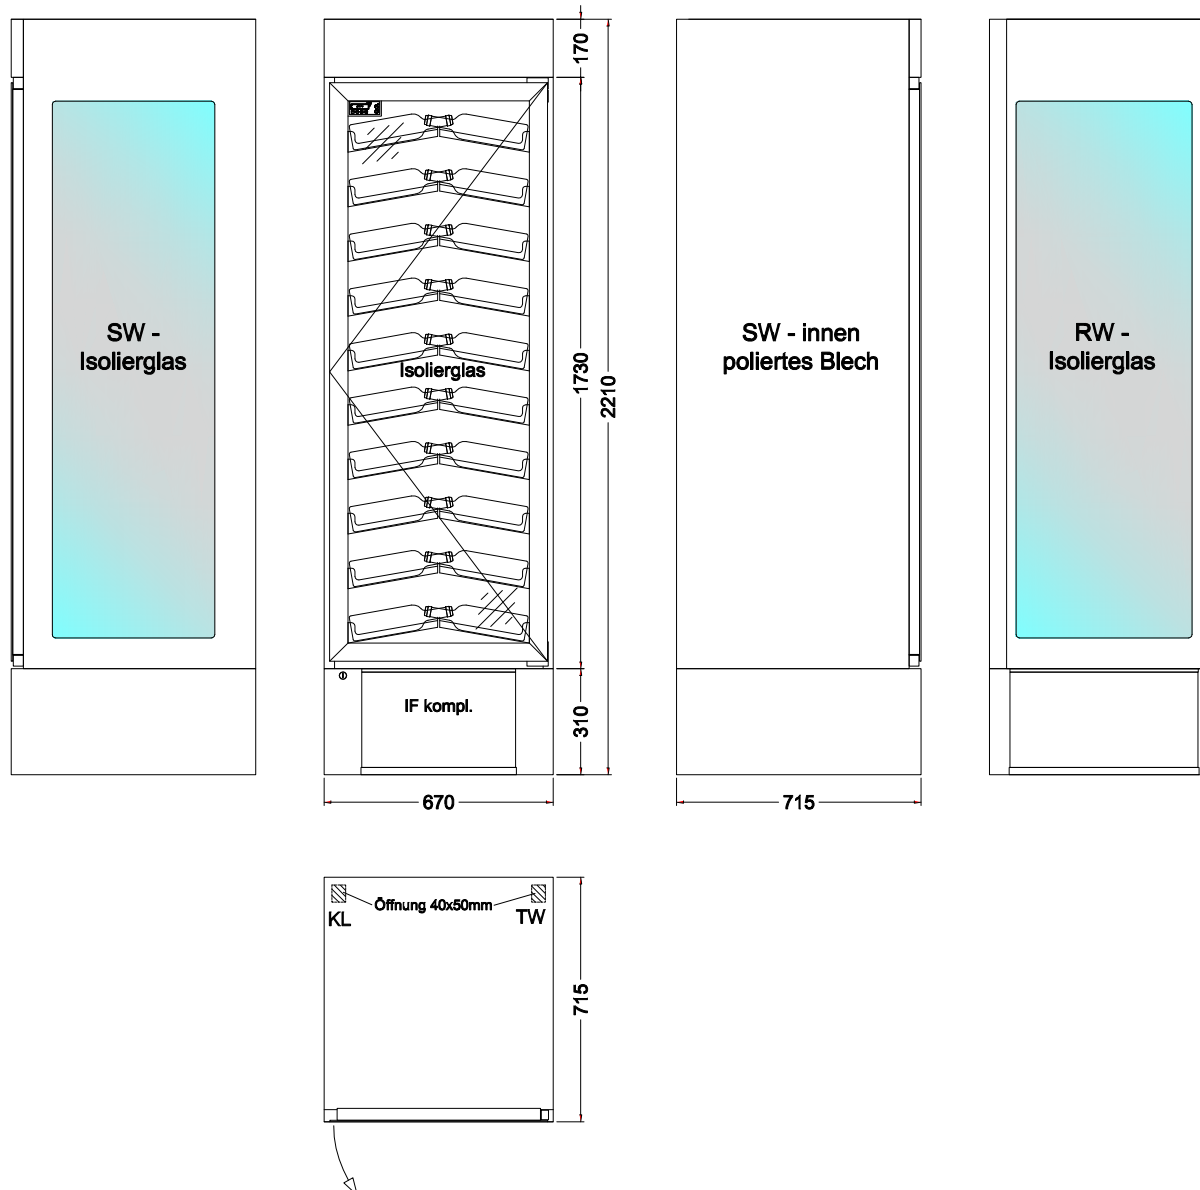 170
SW -
Isolierglas
Isolierglas
1730
2210
SW - innen
poliertes Blech
RW -
Isolierglas
IF kompl.
310
670
715
Öffnung 40x50mm
KL
TW
715